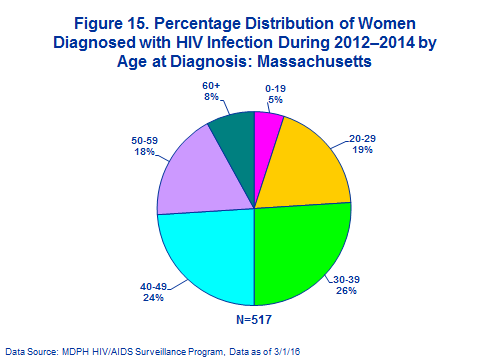 Figure 15. Percentage Distribution of Women
Diagnosed with HIV Infection During 2012–2014 by
Age at Diagnosis: Massachusetts
60+
8%
0-19
5%
50-59
18%
20-29
19%
40-49
24%
30-39
26%
N=517
Data Source: MDPH HIV/AIDS Surveillance Program, Data as of 3/1/16